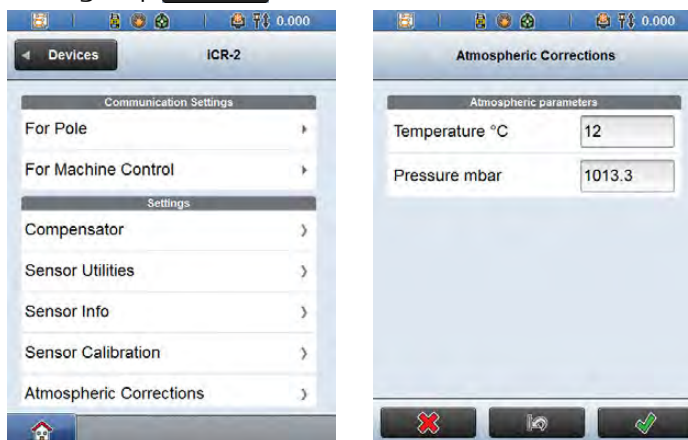 0.000
Devices
iCR-2
Communication Settings
For Pole
For Machine Control
Settings
Compensator
Sensor Utilities
Sensor Info
Sensor Calibration
Atmospheric Corrections
0.000
Atmospheric Corrections
Atmospheric parameters
Temperature °C 12
Pressure mbar 1013.3